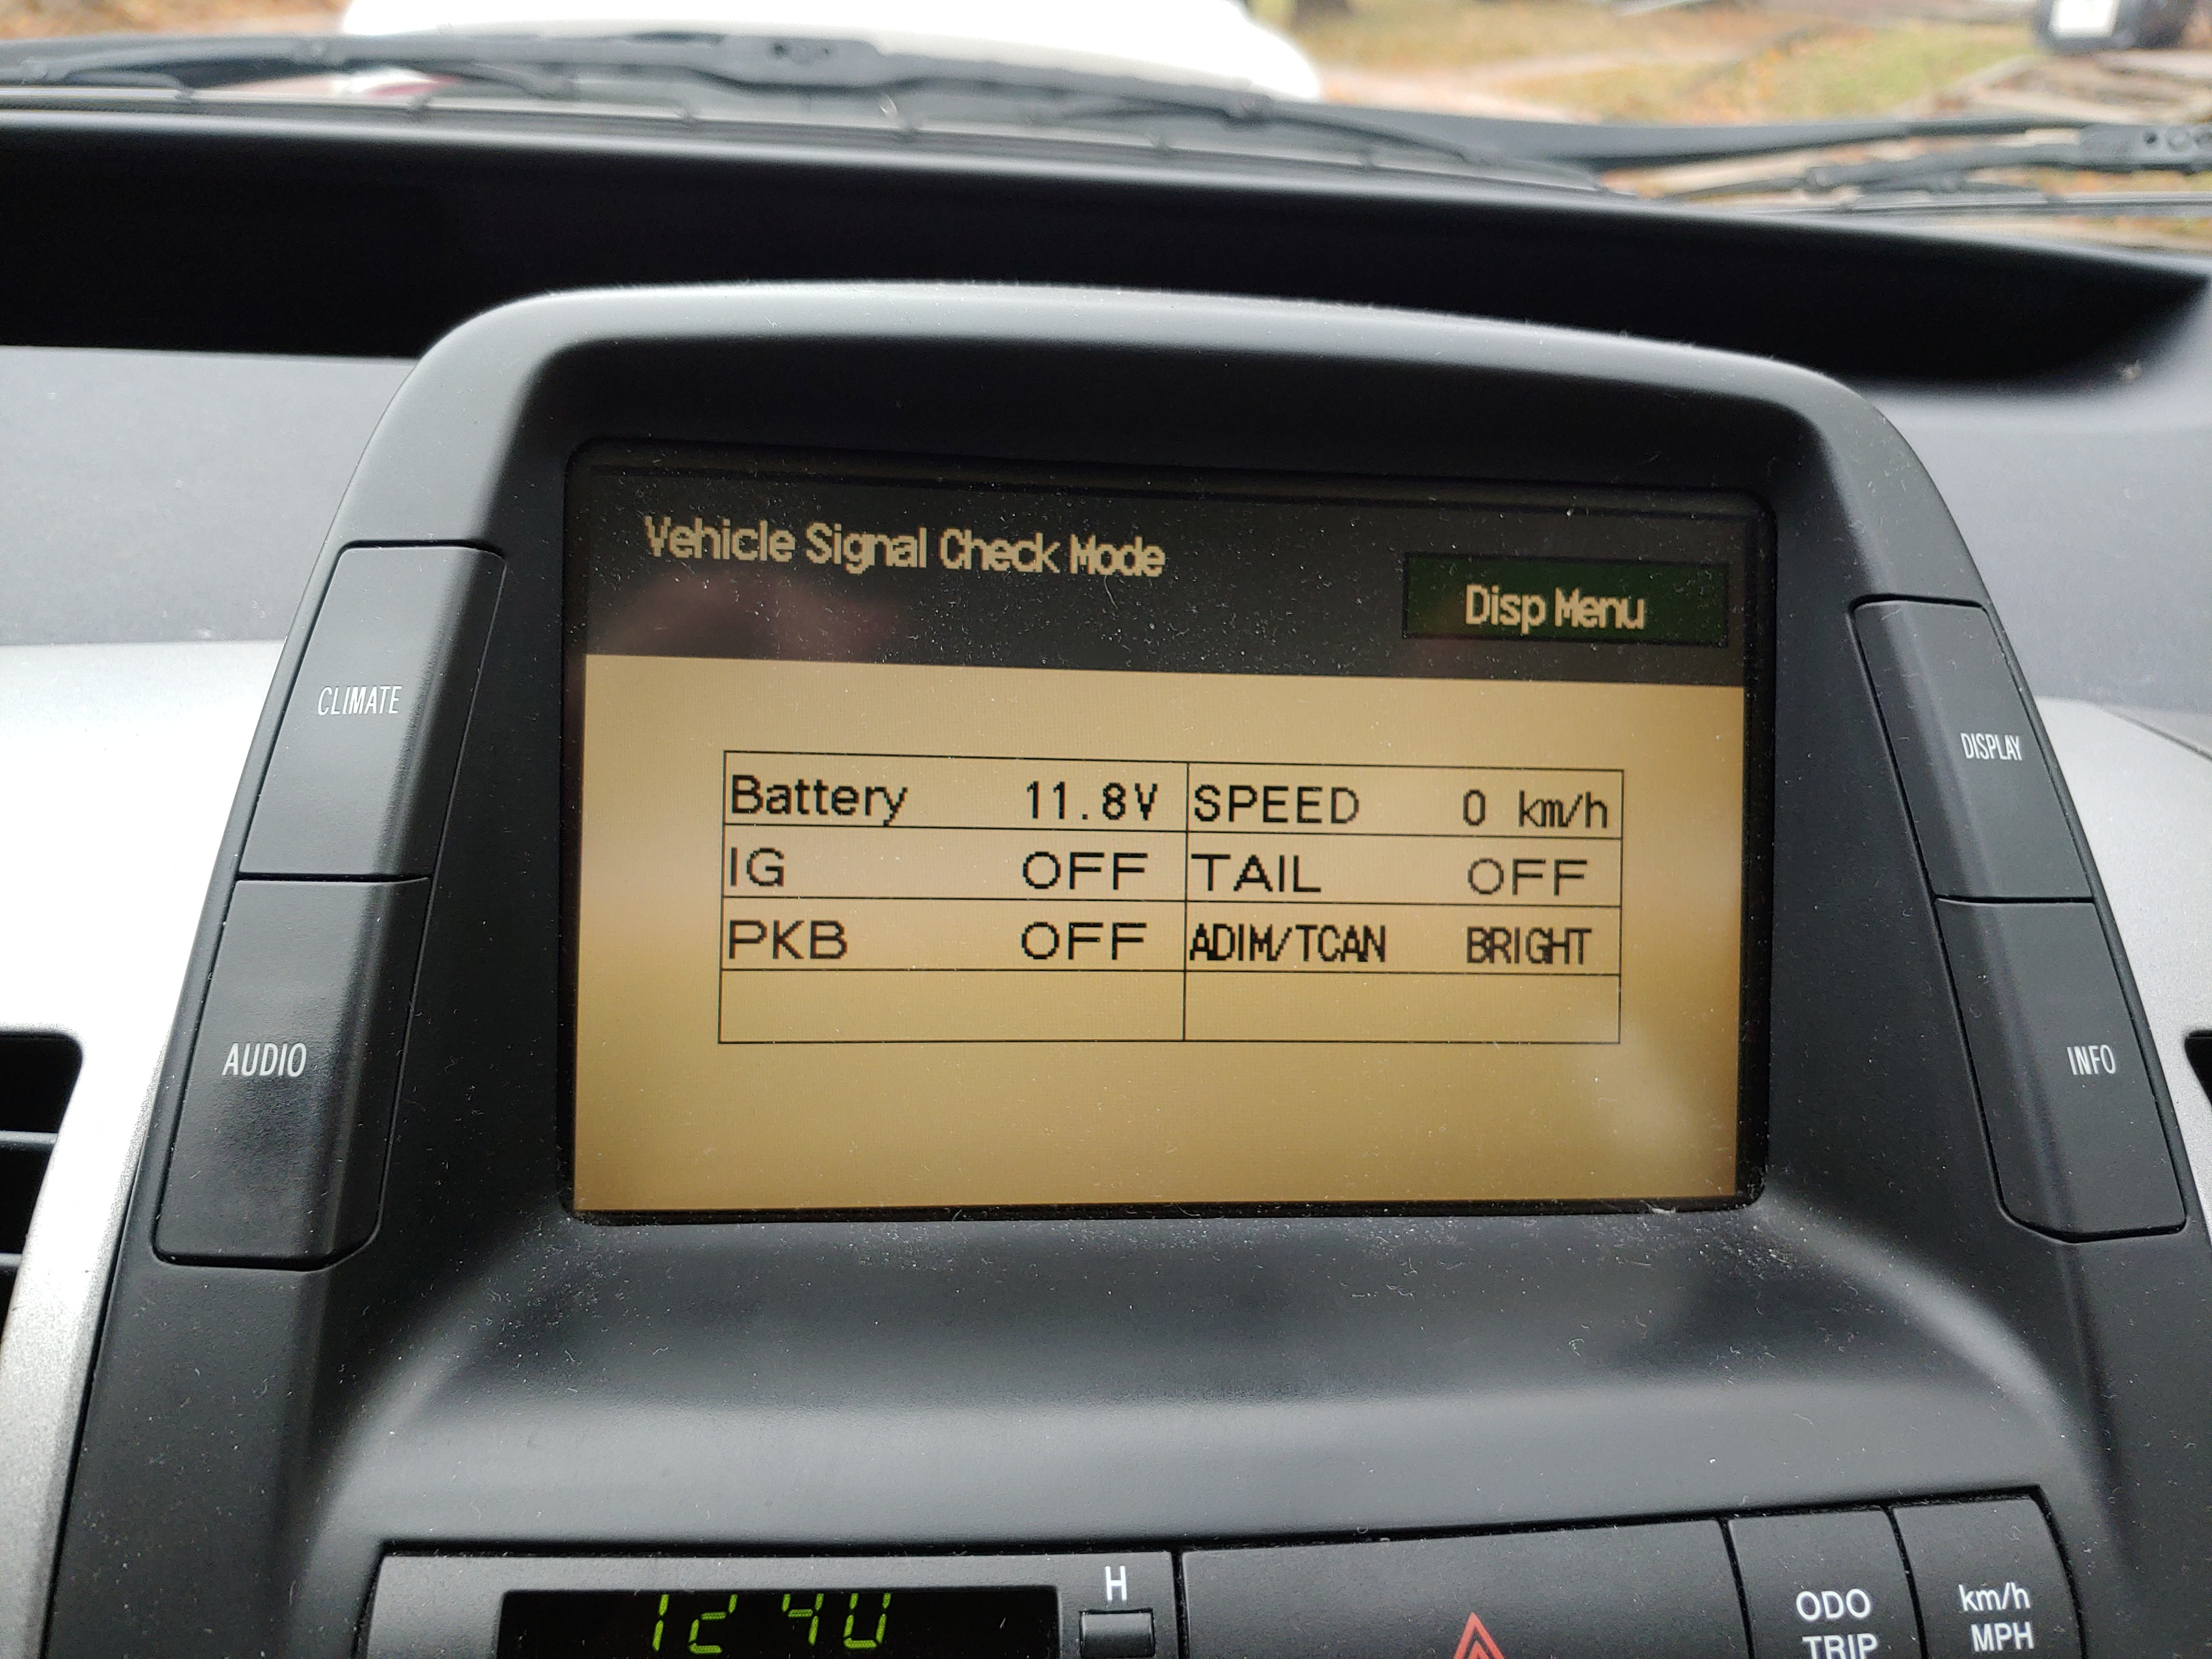 Vehicle Signal Check Mode
Disp Menu
CLIMATE
DISPLAY
Battery 11.8V SPEED 0 km/h
IG OFF TAIL OFF
PKB OFF ADIM/TCAN BRIGHT
AUDIO
INFO
H
ODO
TRIP
km/h
MPH